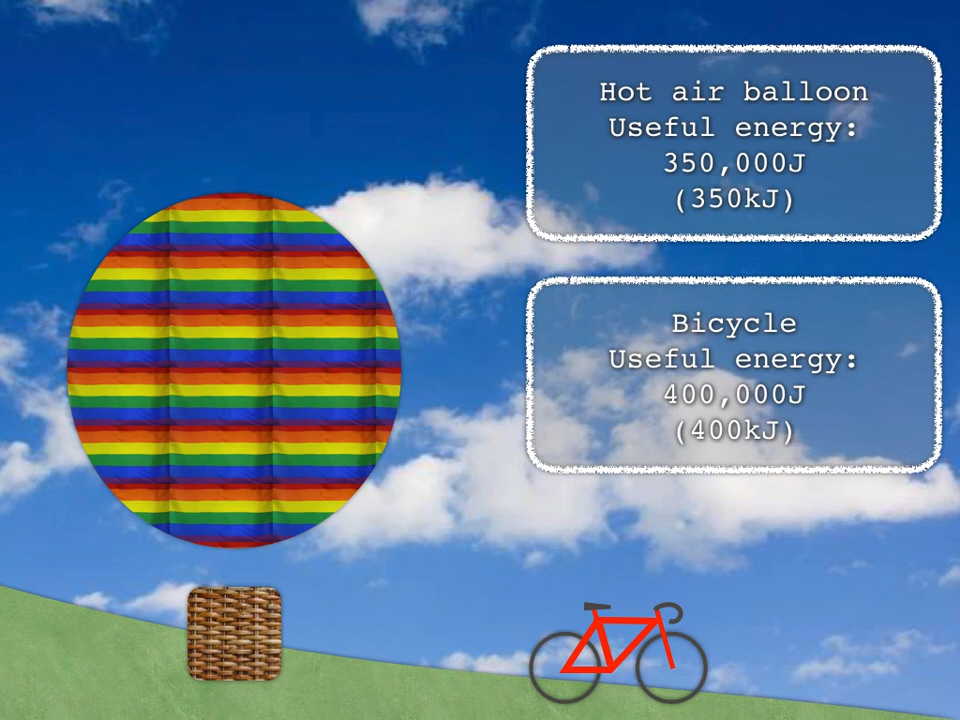 Hot air balloon
Useful energy:
350,000J
(350kJ)
Bicycle
Useful energy:
400,000J
(400kJ)